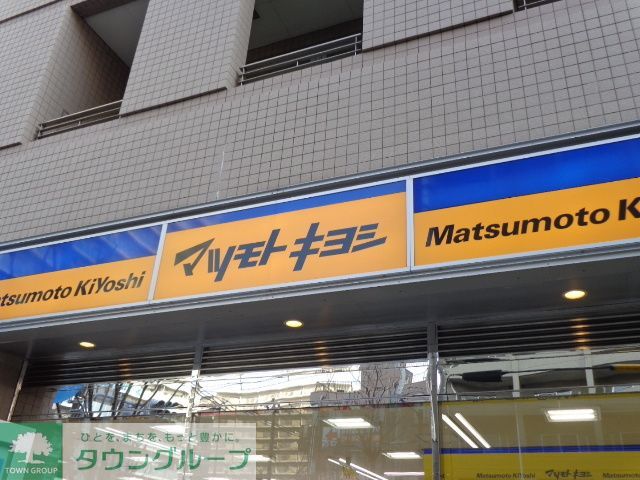 atsumoto KiYoshi
マツモト キヨシ
Matsumoto K
Matsumoto KiYoshi
マツモト キヨシ
TOWN GROUP
ひとを、まちを、もっと豊かに。
タウングループ